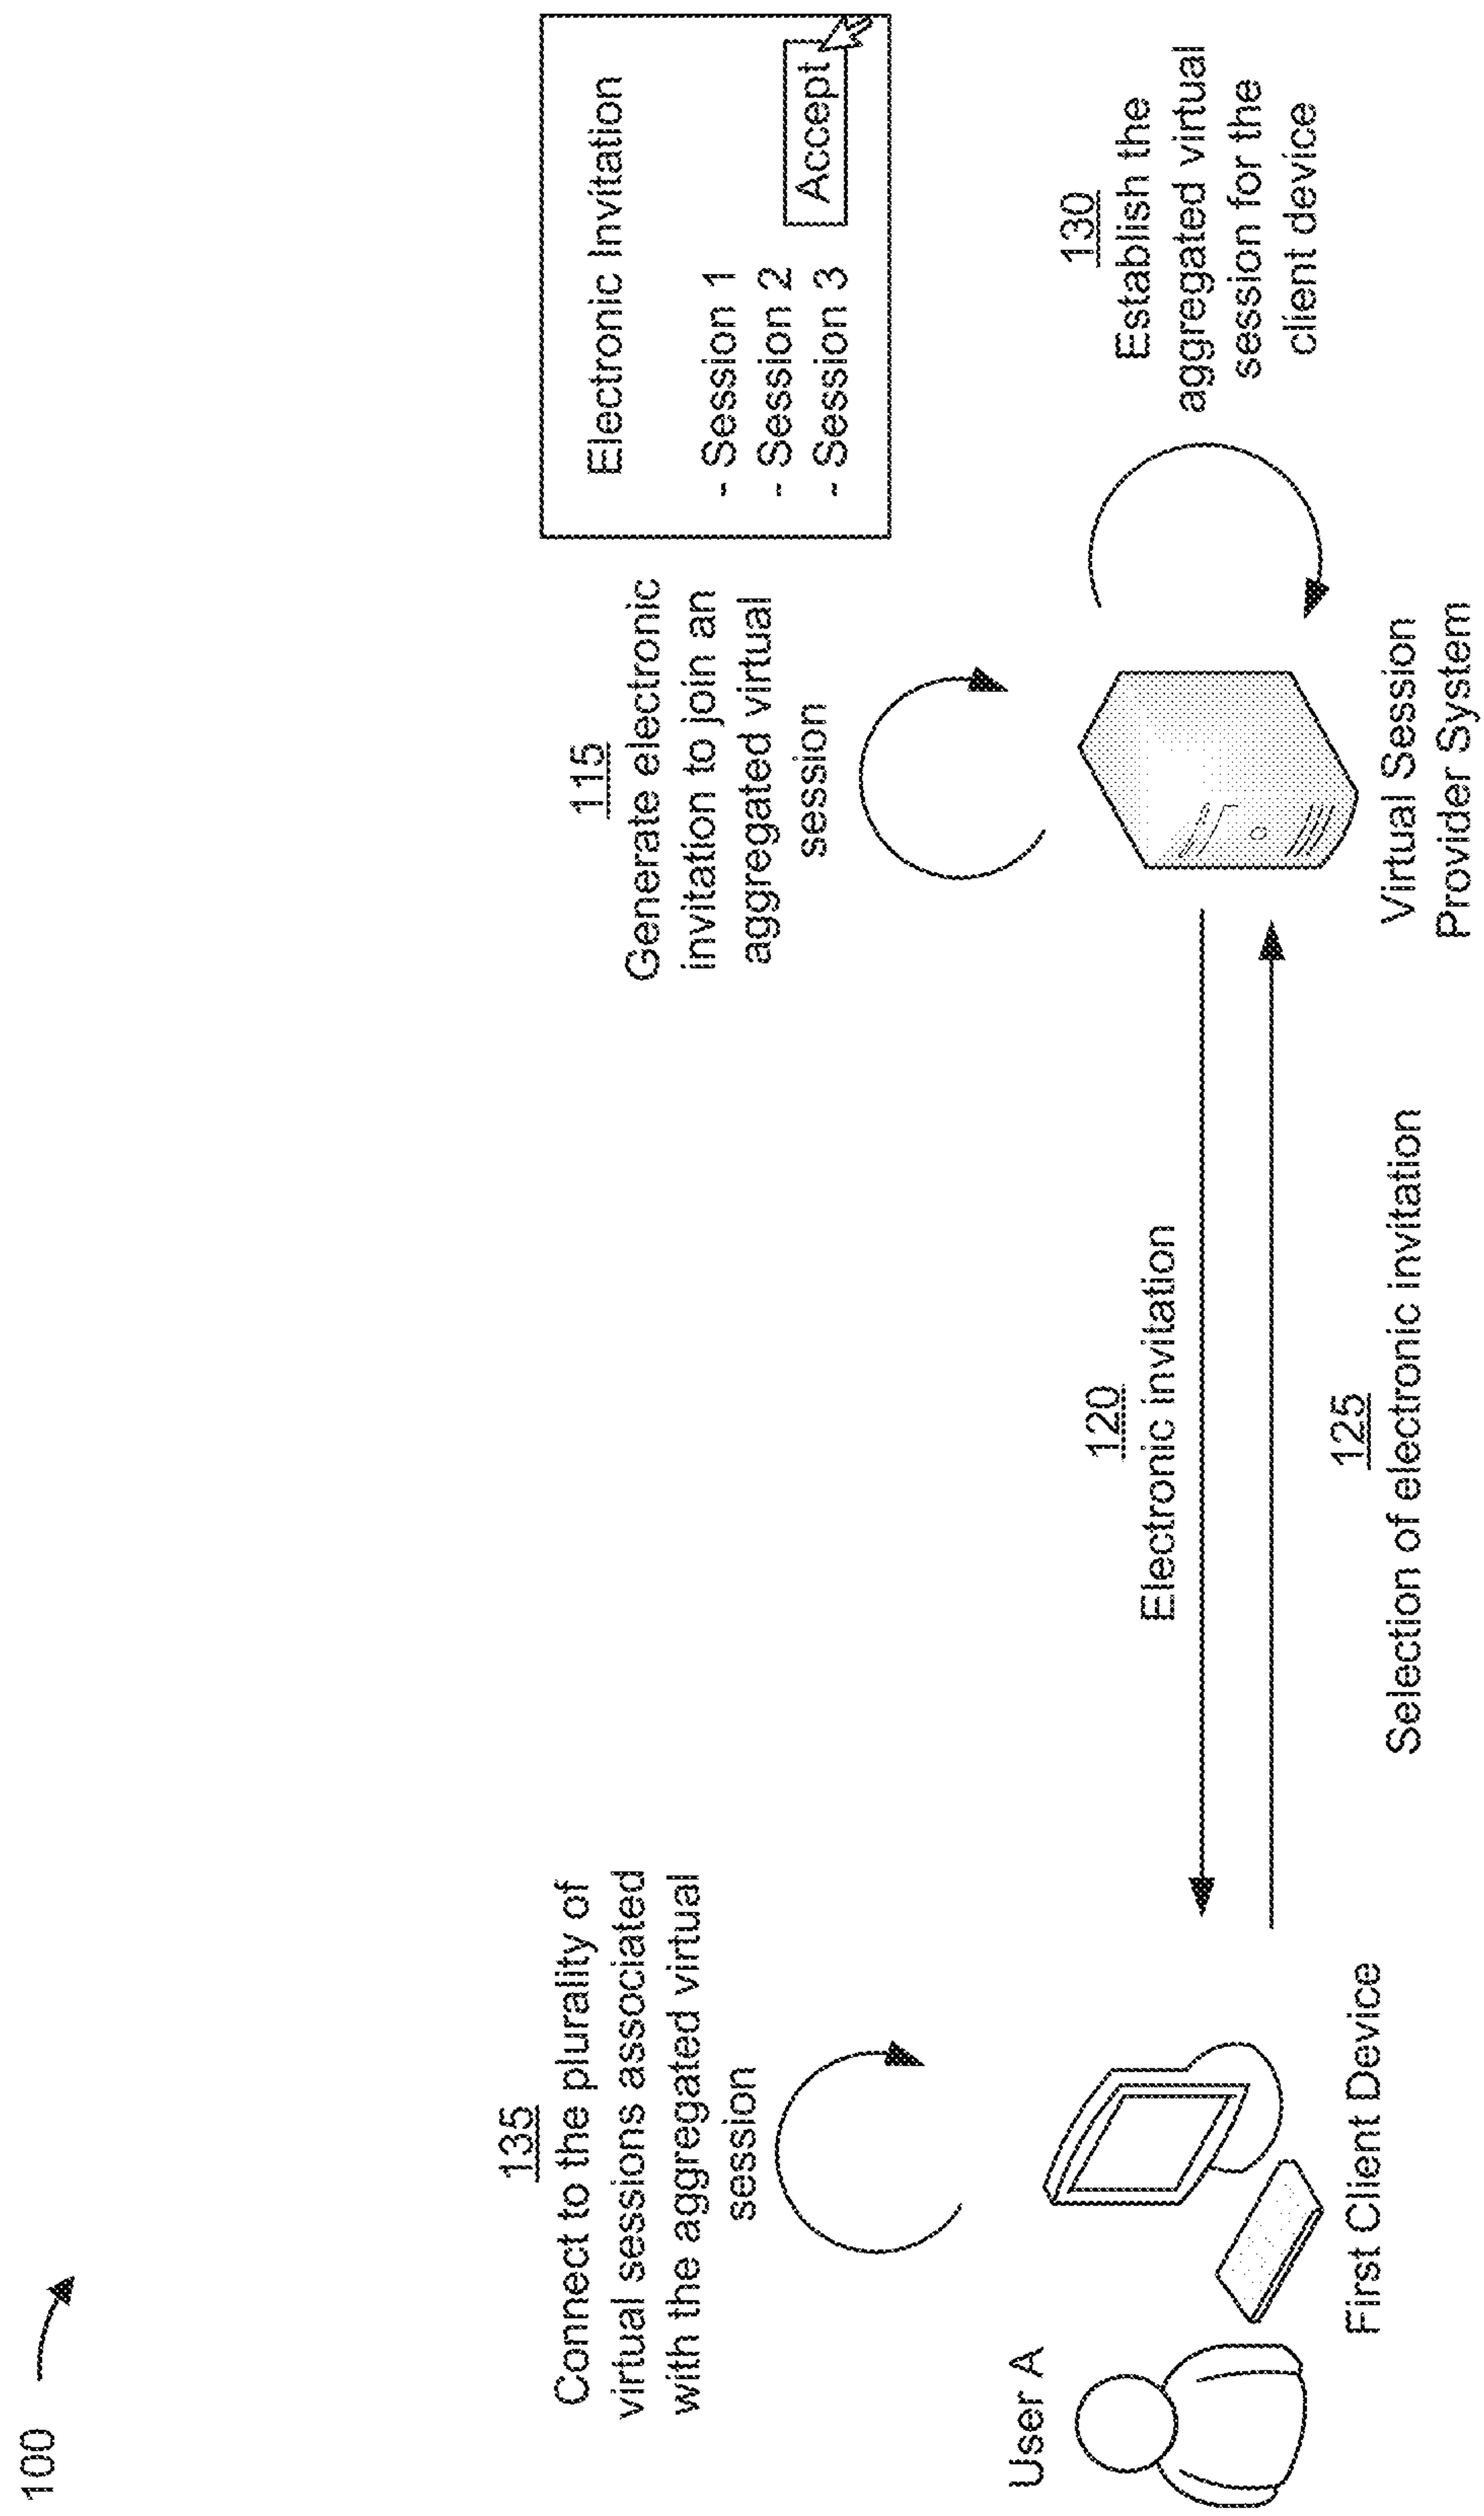 100
135
Connect to the plurality of
virtual sessions associated
with the aggregated virtual
session
User A
First Client Device
120
Electronic invitation
125
Selection of electronic invitation
115
Generate electronic
invitation to join an
aggregated virtual
session
Virtual Session
Provider System
Electronic Invitation
- Session 1
- Session 2
- Session 3
Accept
130
Establish the
aggregated virtual
session for the
client device